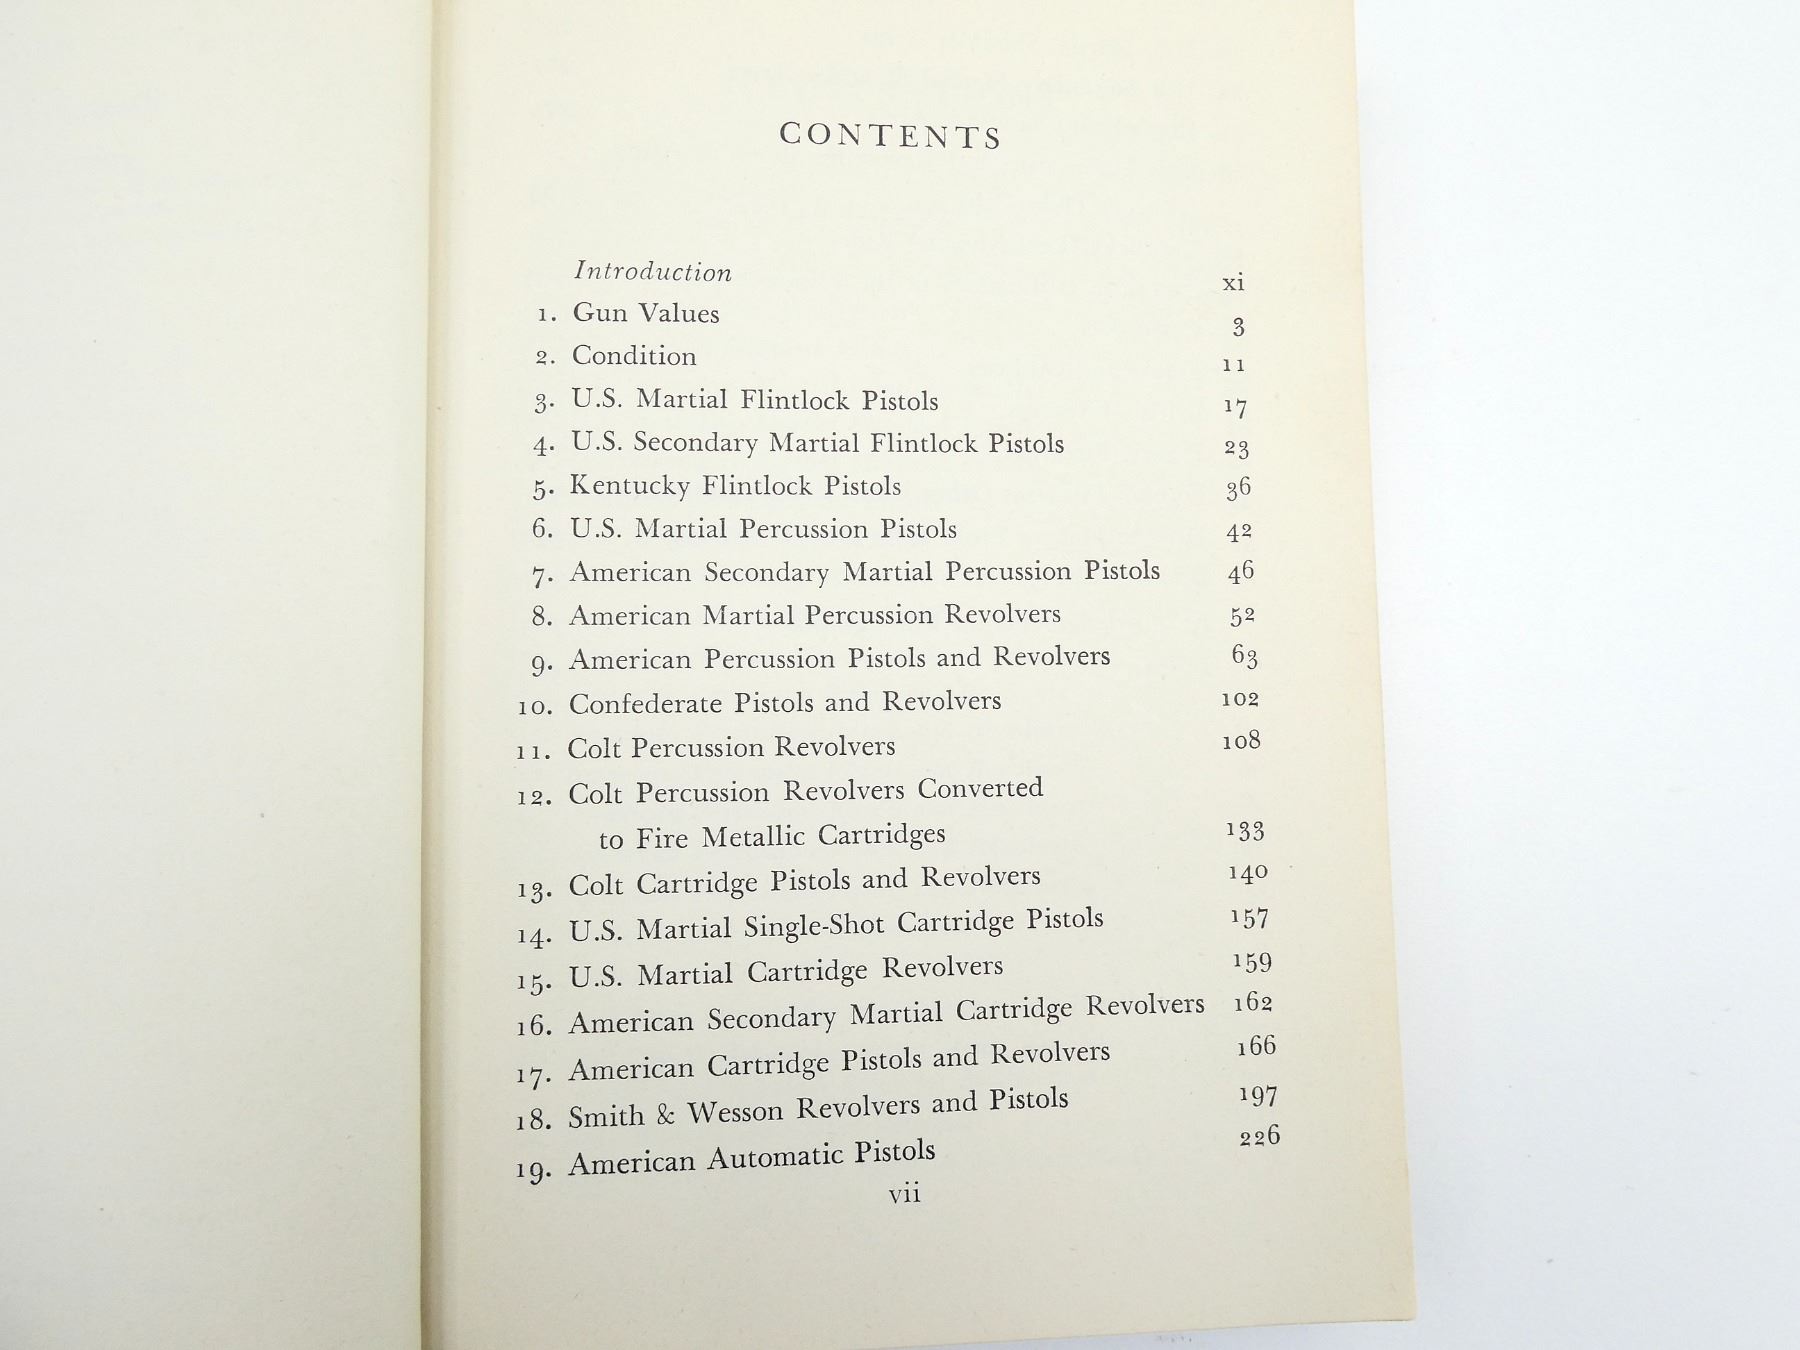 CONTENTS
Introduction xi
1. Gun Values 3
2. Condition 11
3. U.S. Martial Flintlock Pistols 17
4. U.S. Secondary Martial Flintlock Pistols 23
5. Kentucky Flintlock Pistols 36
6. U.S. Martial Percussion Pistols 42
7. American Secondary Martial Percussion Pistols 46
8. American Martial Percussion Revolvers 52
9. American Percussion Pistols and Revolvers 63
10. Confederate Pistols and Revolvers 102
11. Colt Percussion Revolvers 108
12. Colt Percussion Revolvers Converted
to Fire Metallic Cartridges 133
13. Colt Cartridge Pistols and Revolvers 140
14. U.S. Martial Single-Shot Cartridge Pistols 157
15. U.S. Martial Cartridge Revolvers 159
16. American Secondary Martial Cartridge Revolvers 162
17. American Cartridge Pistols and Revolvers 166
18. Smith & Wesson Revolvers and Pistols 197
19. American Automatic Pistols 226
vii